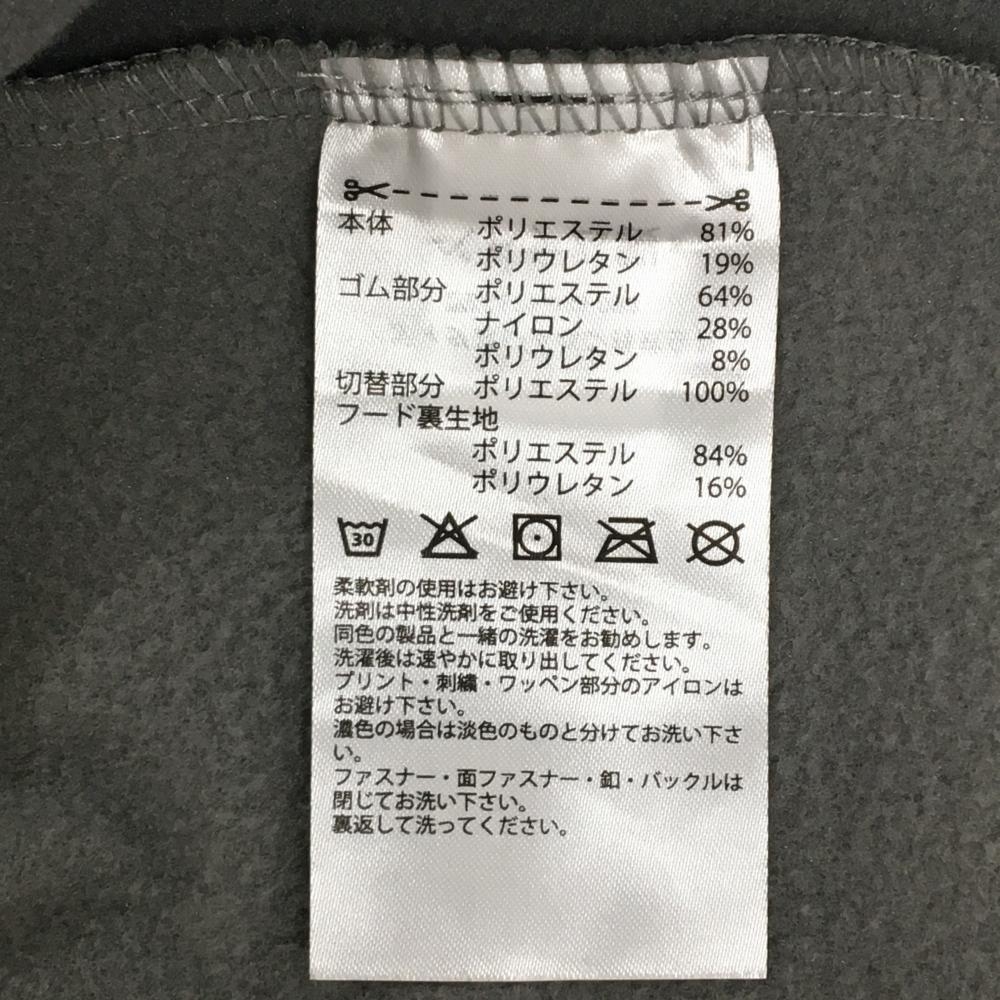 本体 ポリエステル 81%
ポリウレタン 19%
ゴム部分 ポリエステル 64%
ナイロン 28%
ポリウレタン 8%
切替部分 ポリエステル 100%
フード裏生地
ポリエステル 84%
ポリウレタン 16%
30
柔軟剤の使用はお避け下さい。
洗剤は中性洗剤をご使用ください。
同色の製品と一緒の洗濯をお勧めします。
洗濯後は速やかに取り出してください。
プリント・刺繍・ワッペン部分のアイロンは
お避け下さい。
濃色の場合は淡色のものと分けてお洗い下さ
い。
ファスナー・面ファスナー・釦・バックルは
閉じてお洗い下さい。
裏返して洗ってください。